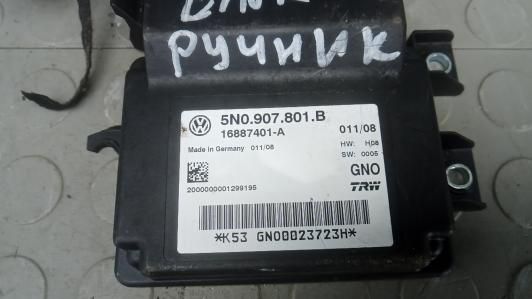 РУЧНИК
5N0.907.801.B
16887401-A
011/08
Made in Germany 011/08
HW: H08
SW: 0005
GNO
2000000001299195
TRW
*K53 GNO0023723H*